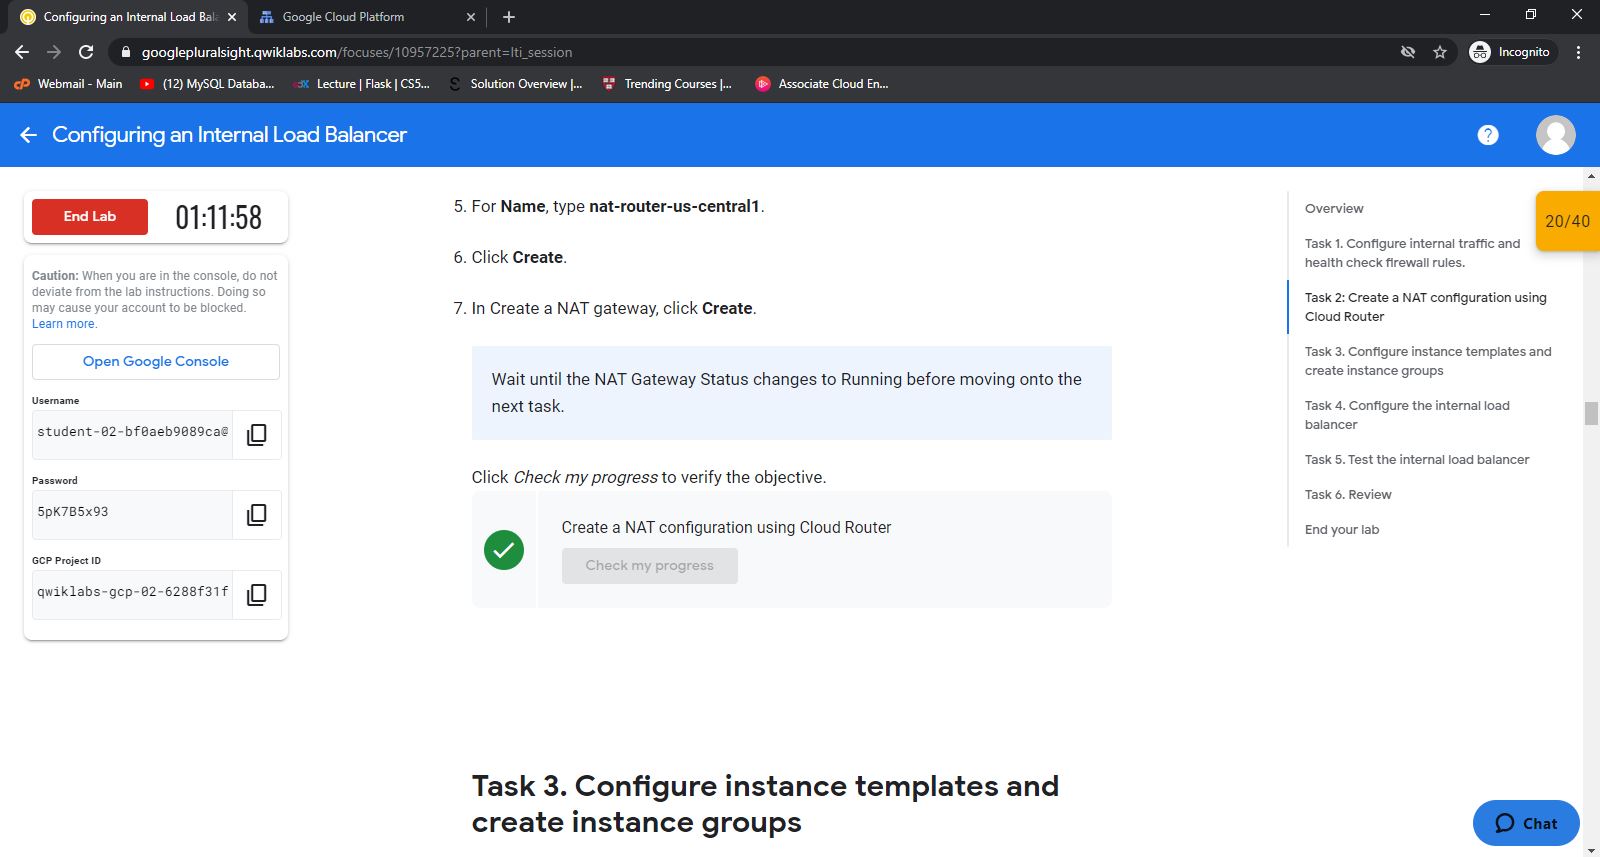 Configuring an Internal Load Bala
Google Cloud Platform
googlepluralsight.qwiklabs.com/focuses/10957225?parent=lti_session
Incognito
Webmail - Main
(12) MySQL Databa...
Lecture | Flask | CS5...
Solution Overview |...
Trending Courses |...
Associate Cloud En...
Configuring an Internal Load Balancer
?
End Lab
01:11:58
Caution: When you are in the console, do not
deviate from the lab instructions. Doing so
may cause your account to be blocked.
Learn more.
Open Google Console
Username
student-02-bf0aeb9089ca@
Password
5pK7B5x93
GCP Project ID
qwiklabs-gcp-02-6288f31f
5. For Name, type nat-router-us-central1.
6. Click Create.
7. In Create a NAT gateway, click Create.
Wait until the NAT Gateway Status changes to Running before moving onto the
next task.
Click Check my progress to verify the objective.
Create a NAT configuration using Cloud Router
Check my progress
Task 3. Configure instance templates and
create instance groups
Overview
Task 1. Configure internal traffic and
health check firewall rules.
Task 2: Create a NAT configuration using
Cloud Router
Task 3. Configure instance templates and
create instance groups
Task 4. Configure the internal load
balancer
Task 5. Test the internal load balancer
Task 6. Review
End your lab
20/40
Chat